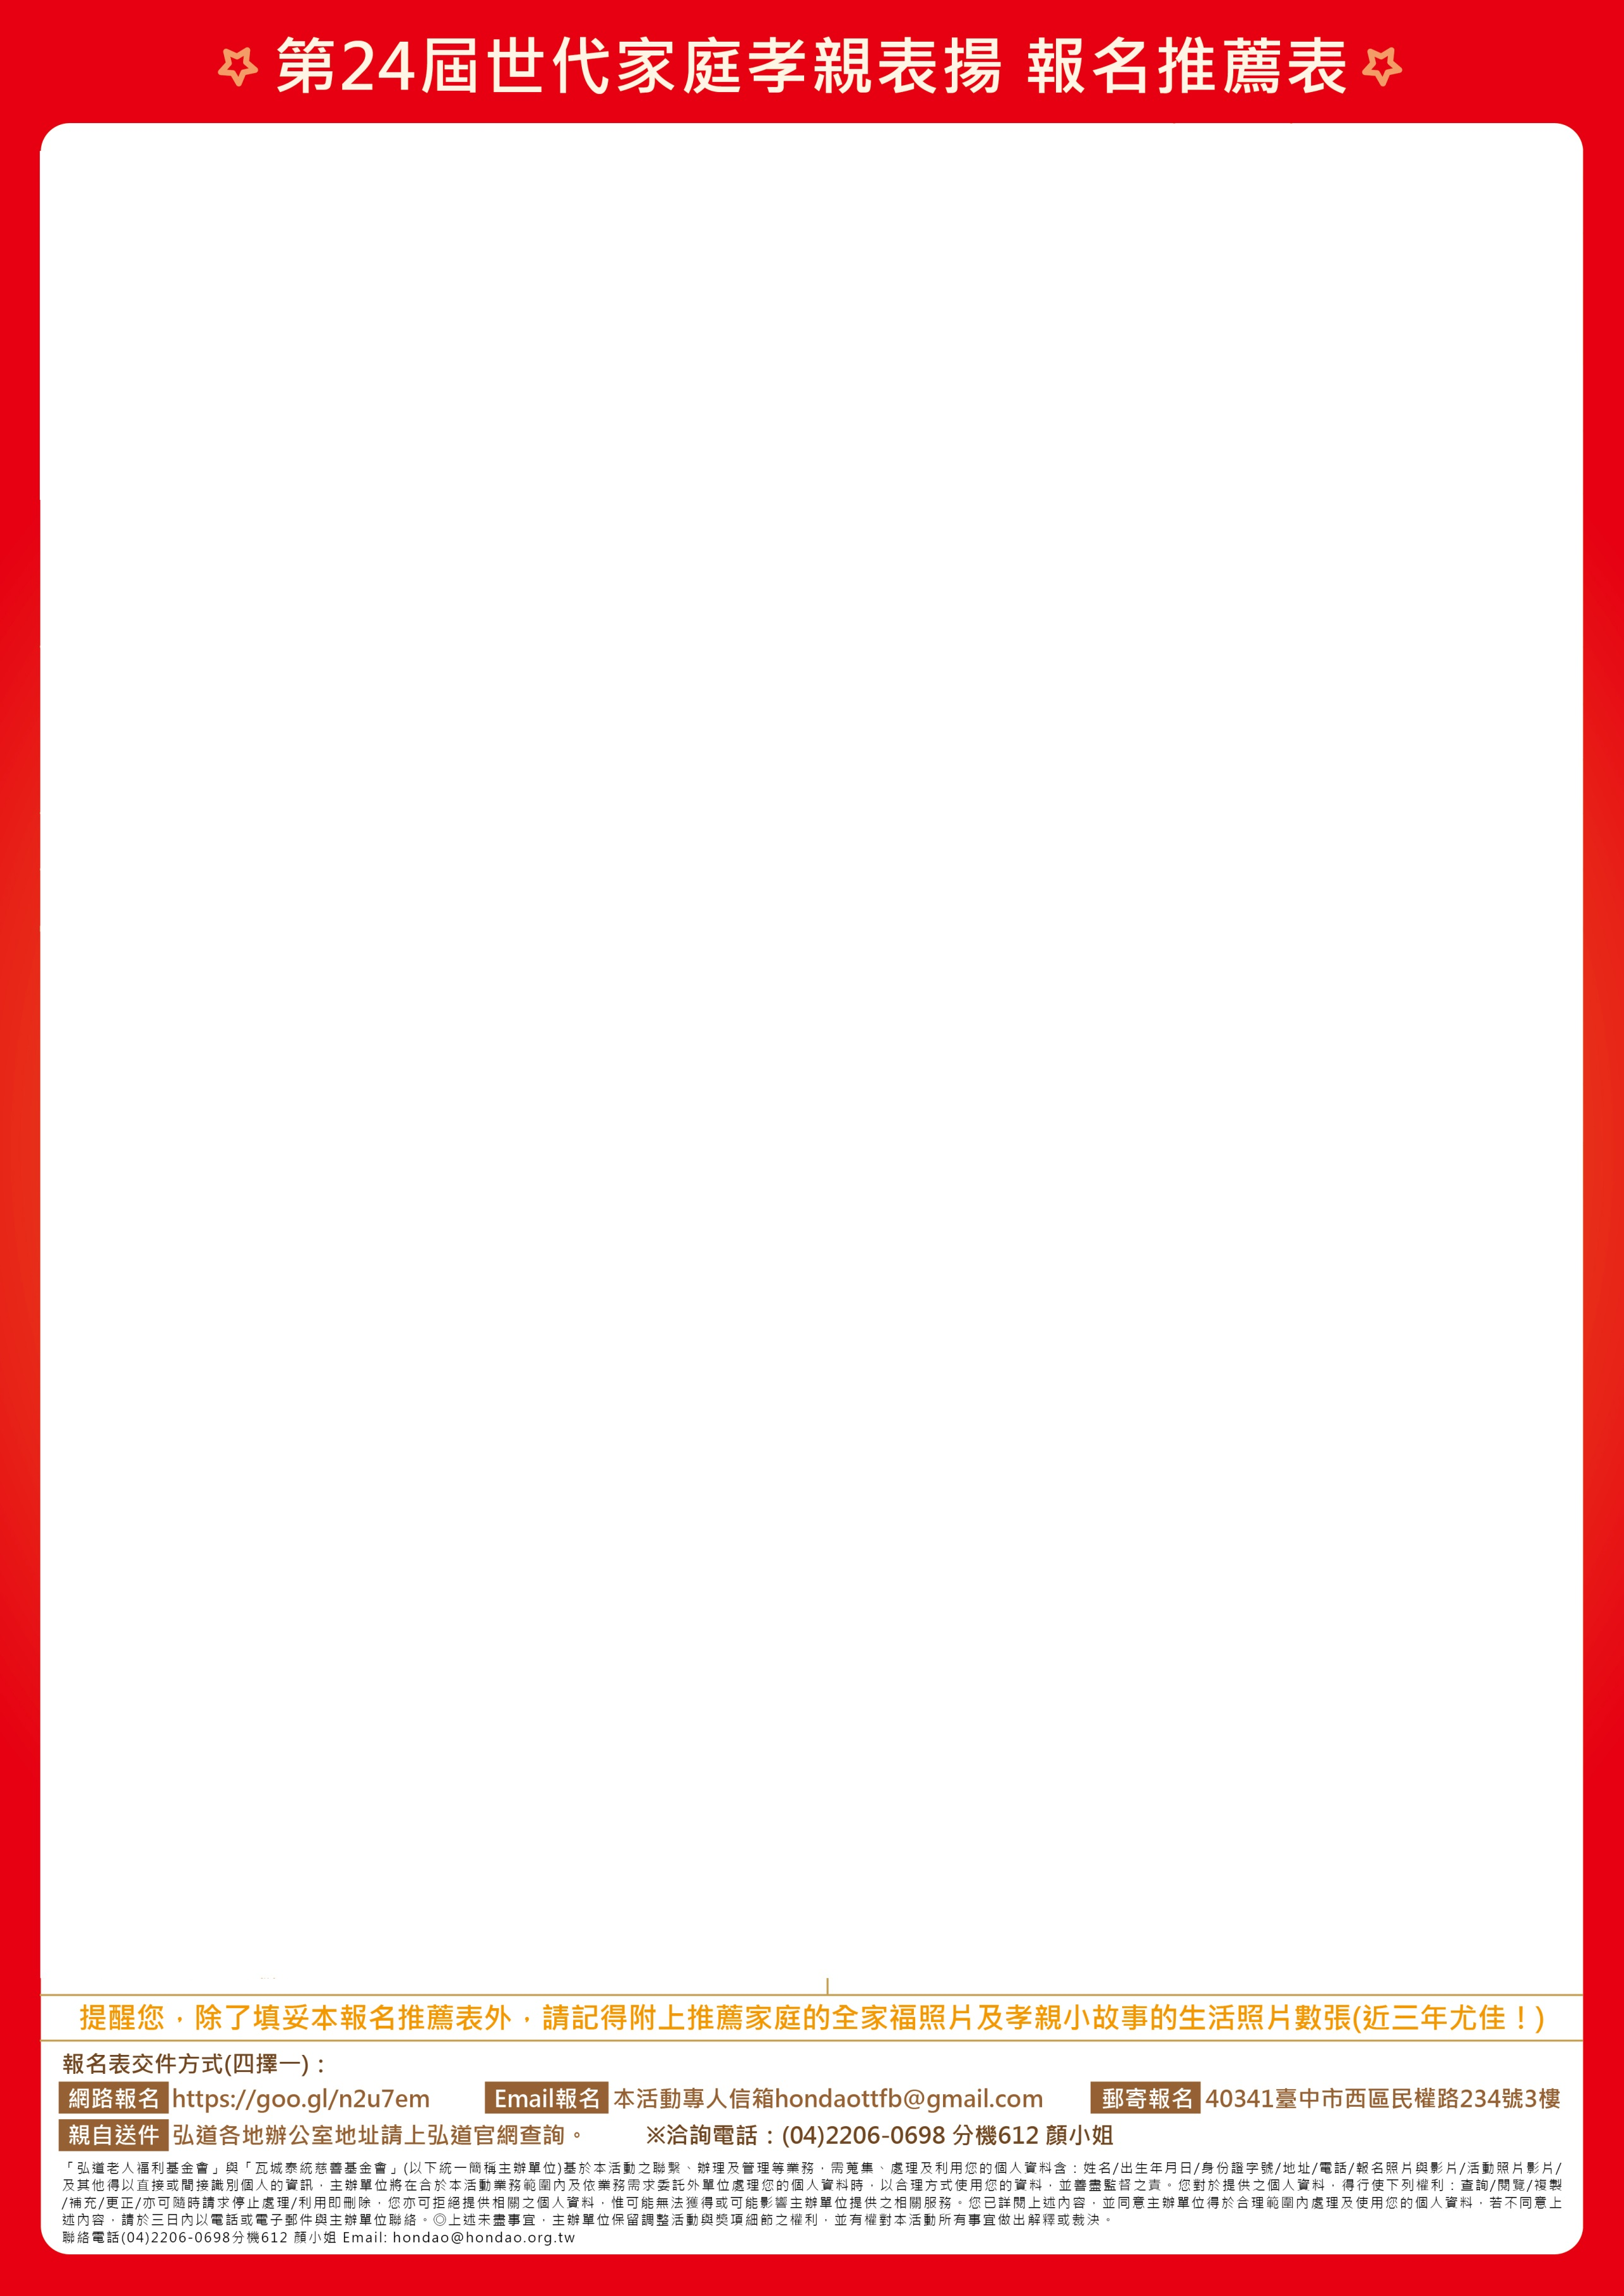 第24屆世代家庭孝親表揚 報名推薦表
提醒您，除了填妥本報名推薦表外，請記得附上推薦家庭的全家福照片及孝親小故事的生活照片數張(近三年尤佳！)
報名表交件方式(四擇一)：
網路報名 https://goo.gl/n2u7em Email報名 本活動專人信箱hondaottfb@gmail.com 郵寄報名 40341臺中市西區民權路234號3樓
親自送件 弘道各地辦公室地址請上弘道官網查詢。 ※洽詢電話：(04)2206-0698 分機612 顏小姐
「弘道老人福利基金會」與「瓦城泰統慈善基金會」(以下統一簡稱主辦單位)基於本活動之聯繫、辦理及管理等業務，需蒐集、處理及利用您的個人資料含：姓名/出生年月日/身份證字號/地址/電話/報名照片與影片/活動照片影片/
及其他得以直接或間接識別個人的資訊，主辦單位將在合於本活動業務範圍內及依業務需求委託外單位處理您的個人資料時，以合理方式使用您的資料，並善盡監督之責。您對於提供之個人資料，得行使下列權利：查詢/閱覽/複製
/補充/更正/亦可隨時請求停止處理/利用即刪除，您亦可拒絕提供相關之個人資料，惟可能無法獲得或可能影響主辦單位提供之相關服務。您已詳閱上述內容，並同意主辦單位得於合理範圍內處理及使用您的個人資料，若不同意上
述內容，請於三日內以電話或電子郵件與主辦單位聯絡。◎上述未盡事宜，主辦單位保留調整活動與獎項細節之權利，並有權對本活動所有事宜做出解釋或裁決。
聯絡電話(04)2206-0698分機612 顏小姐 Email: hondao@hondao.org.tw